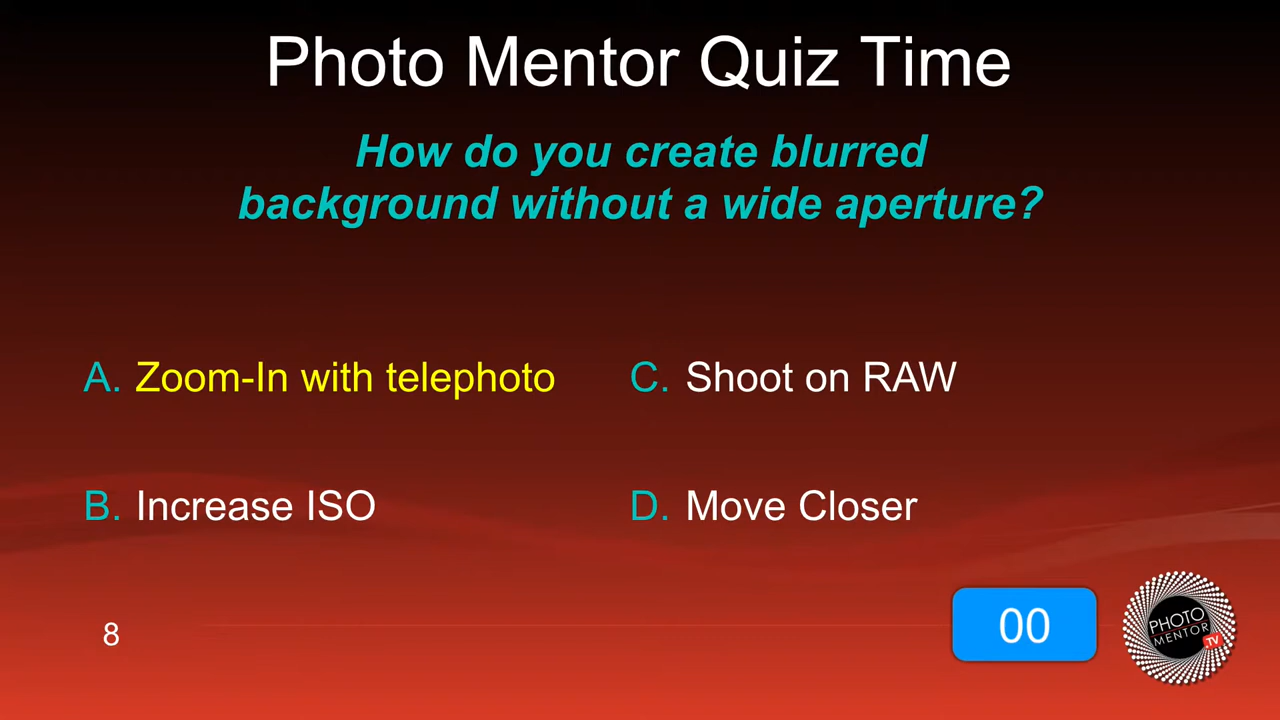 Photo Mentor Quiz Time
How do you create blurred
background without a wide aperture?
A. Zoom-In with telephoto
B. Increase ISO
C. Shoot on RAW
D. Move Closer
8
00
PHOTO
MENTOR
TV